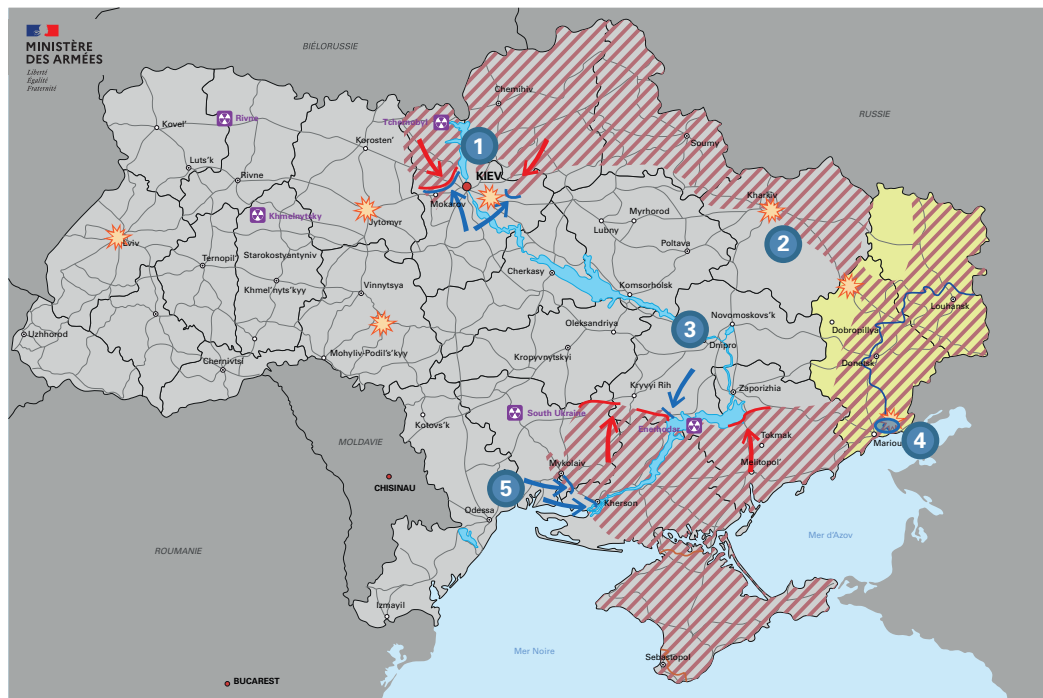 MINISTÈRE
DES ARMÉES
Liberté
Égalité
Fraternité
BIÉLORUSSIE
RUSSIE
Chernihiv
Rivne
Tchernobyl
Kovel'
Korosten'
Soumy
1
Luts'k
Rivne
KIEV
Kharkiv
Mokarov
Khmelnytsky
Jytomyr
Myrhorod
Lubny
2
Lviv
Poltava
Starokostyantyniv
Ternopil'
Cherkasy
Khmel'nyts'kyy
Vinnytsya
Komsorholsk
Louhansk
Novomoskovs'k
Oleksandriya
3
Dobropillya
Uzhhorod
Mohyliv-Podil's'kyy
Dnipro
Kropyvnytskyi
Donetsk
Chernivtsi
Kryvyi Rih
Zaporizhia
South Ukraine
Kotovs'k
Enerhodar
Tokmak
Mariou
4
MOLDAVIE
Mykolaiv
Melitopol'
CHISINAU
5
Kherson
Odessa
Mer d'Azov
ROUMANIE
Izmayil
Mer Noire
Sebastopol
BUCAREST